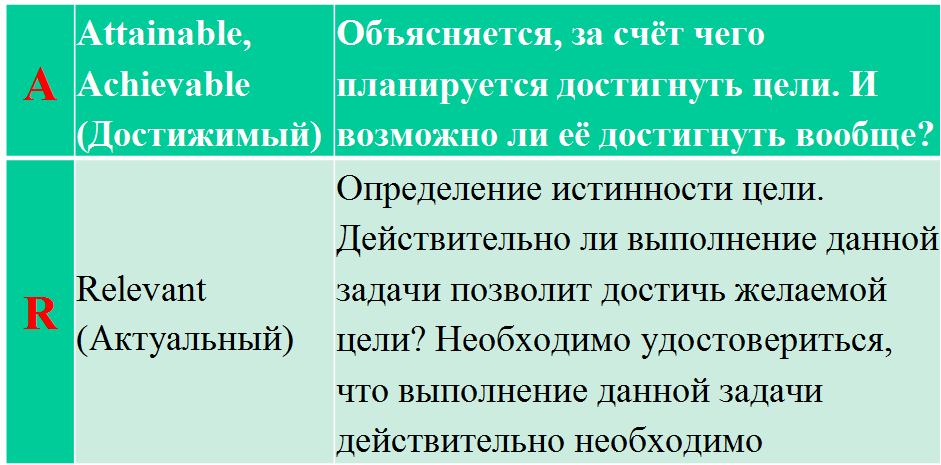 A
Attainable,
Achievable
(Достижимый)
Объясняется, за счёт чего
планируется достигнуть цели. И
возможно ли её достигнуть вообще?
R
Relevant
(Актуальный)
Определение истинности цели.
Действительно ли выполнение данной
задачи позволит достичь желаемой
цели? Необходимо удостовериться,
что выполнение данной задачи
действительно необходимо